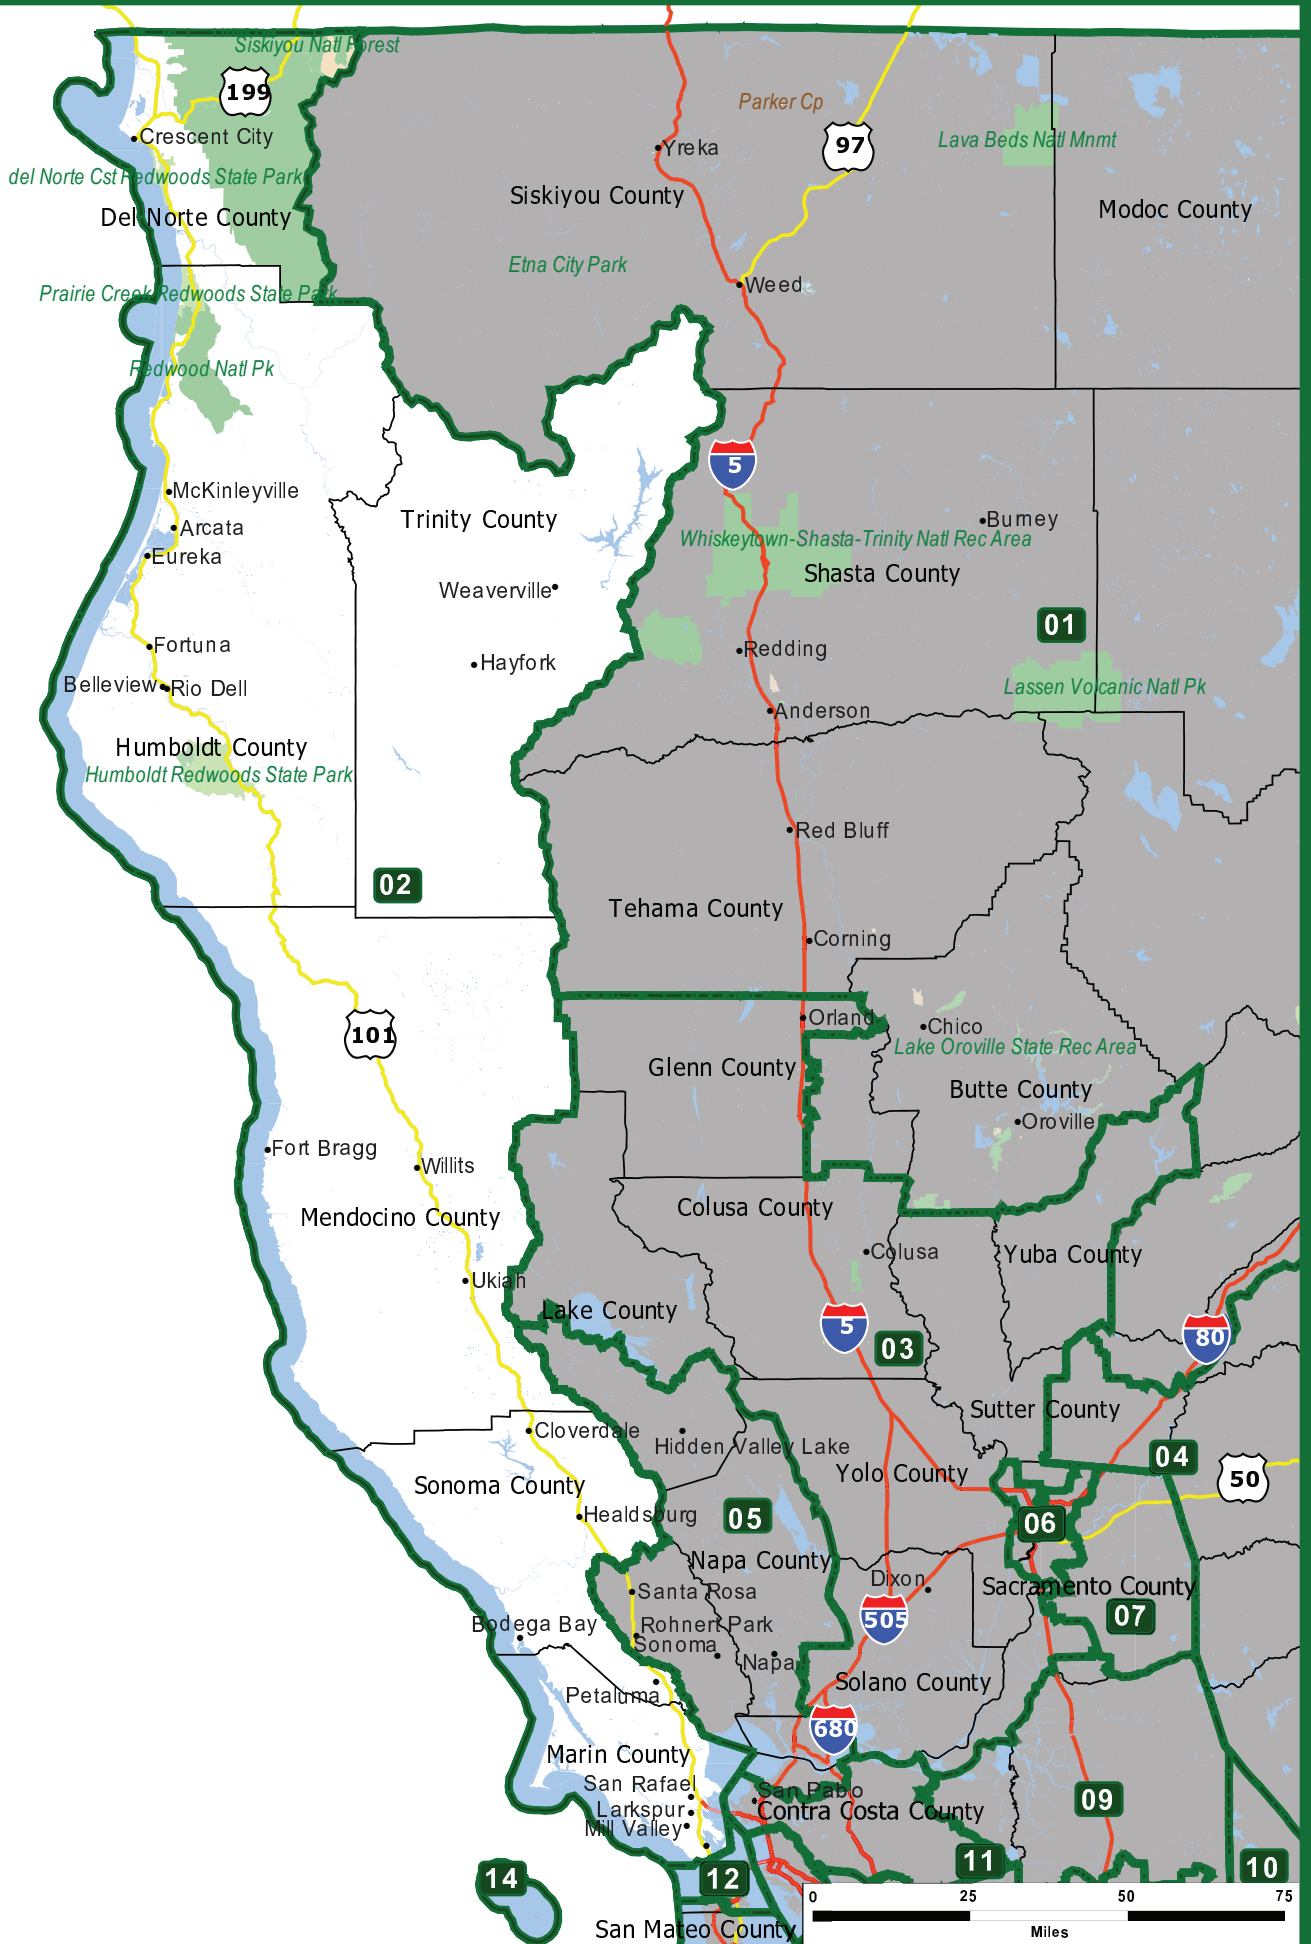 Siskiyou Natl Forest
199
Parker Cp
Crescent City
97
Lava Beds Natl Mnmt
Yreka
del Norte Cst Redwoods State Park
Siskiyou County
Modoc County
Del Norte County
Etna City Park
Weed
Prairie Creek Redwoods State Park
Redwood Natl Pk
5
McKinleyville
Trinity County
Burney
Arcata
Whiskeytown-Shasta-Trinity Natl Rec Area
Eureka
Shasta County
Weaverville
01
Fortuna
Redding
Hayfork
Belleview
Rio Dell
Lassen Volcanic Natl Pk
Anderson
Humboldt County
Humboldt Redwoods State Park
Red Bluff
02
Tehama County
Corning
Orland
Chico
101
Lake Oroville State Rec Area
Glenn County
Butte County
Oroville
Fort Bragg
Willits
Colusa County
Mendocino County
Colusa
Yuba County
Ukiah
Lake County
5
80
03
Sutter County
Cloverdale
Hidden Valley Lake
04
Yolo County
50
Sonoma County
Healdsburg
05
06
Napa County
Dixon
Sacramento County
Santa Rosa
505
07
Bodega Bay
Rohnert Park
Sonoma
Napa
Solano County
Petaluma
680
Marin County
San Rafael
San Pablo
09
Larkspur
Contra Costa County
Mill Valley
11
10
14
12
0
25
50
75
San Mateo County
Miles